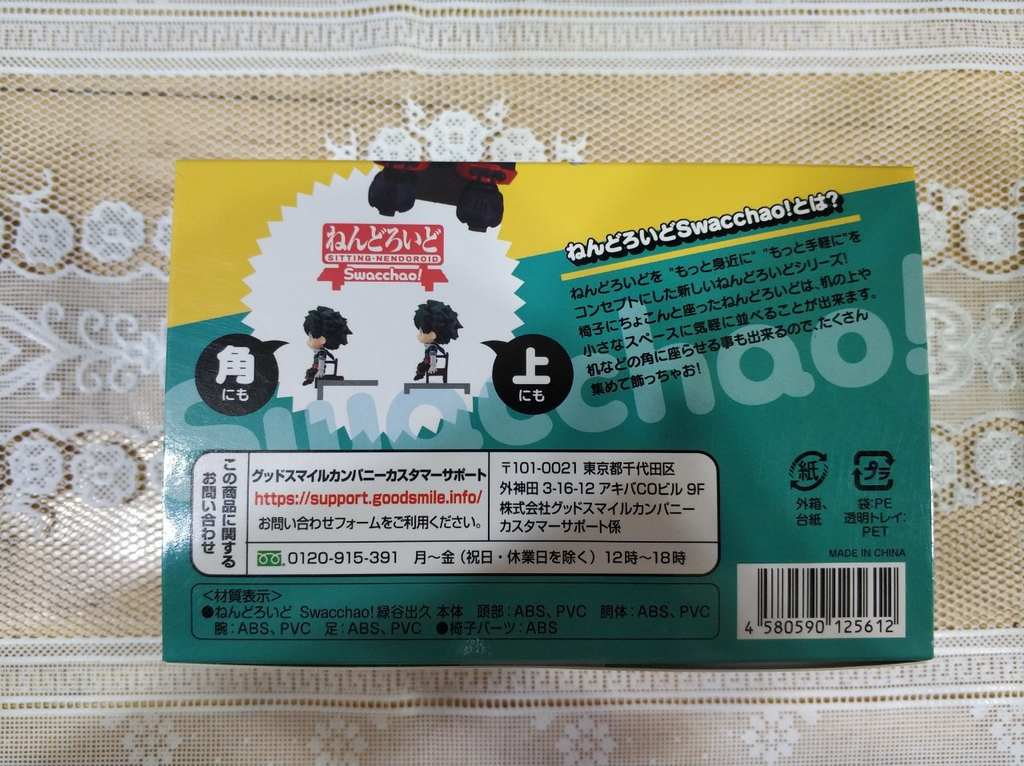 ねんどろいど
SITTING・NENDOROID
Swacchao!
角
にも
上
にも
ねんどろいどSwacchao!とは?
ねんどろいどを "もっと身近に" "もっと手軽に"を
コンセプトにした新しいねんどろいどシリーズ!
椅子にちょこんと座ったねんどろいどは、机の上や
小さなスペースに気軽に並べることが出来ます。
机などの角に座らせる事も出来るので、たくさん
集めて飾っちゃお!
Swacchao!
この商品に関する
お問い合わせ
グッドスマイルカンパニーカスタマーサポート
https://support.goodsmile.info/
お問い合わせフォームをご利用ください。
〒101-0021 東京都千代田区
外神田 3-16-12 アキバCOビル 9F
株式会社グッドスマイルカンパニー
カスタマーサポート係
0120-915-391 月~金(祝日・休業日を除く)12時~18時
紙
外箱、
台紙
プラ
袋:PE
透明トレイ:
PET
MADE IN CHINA
<材質表示>
●ねんどろいど Swacchao!緑谷出久 本体 頭部:ABS、PVC 胴体:ABS、PVC
腕:ABS、PVC 足:ABS、PVC ●椅子パーツ:ABS
4 580590 125612